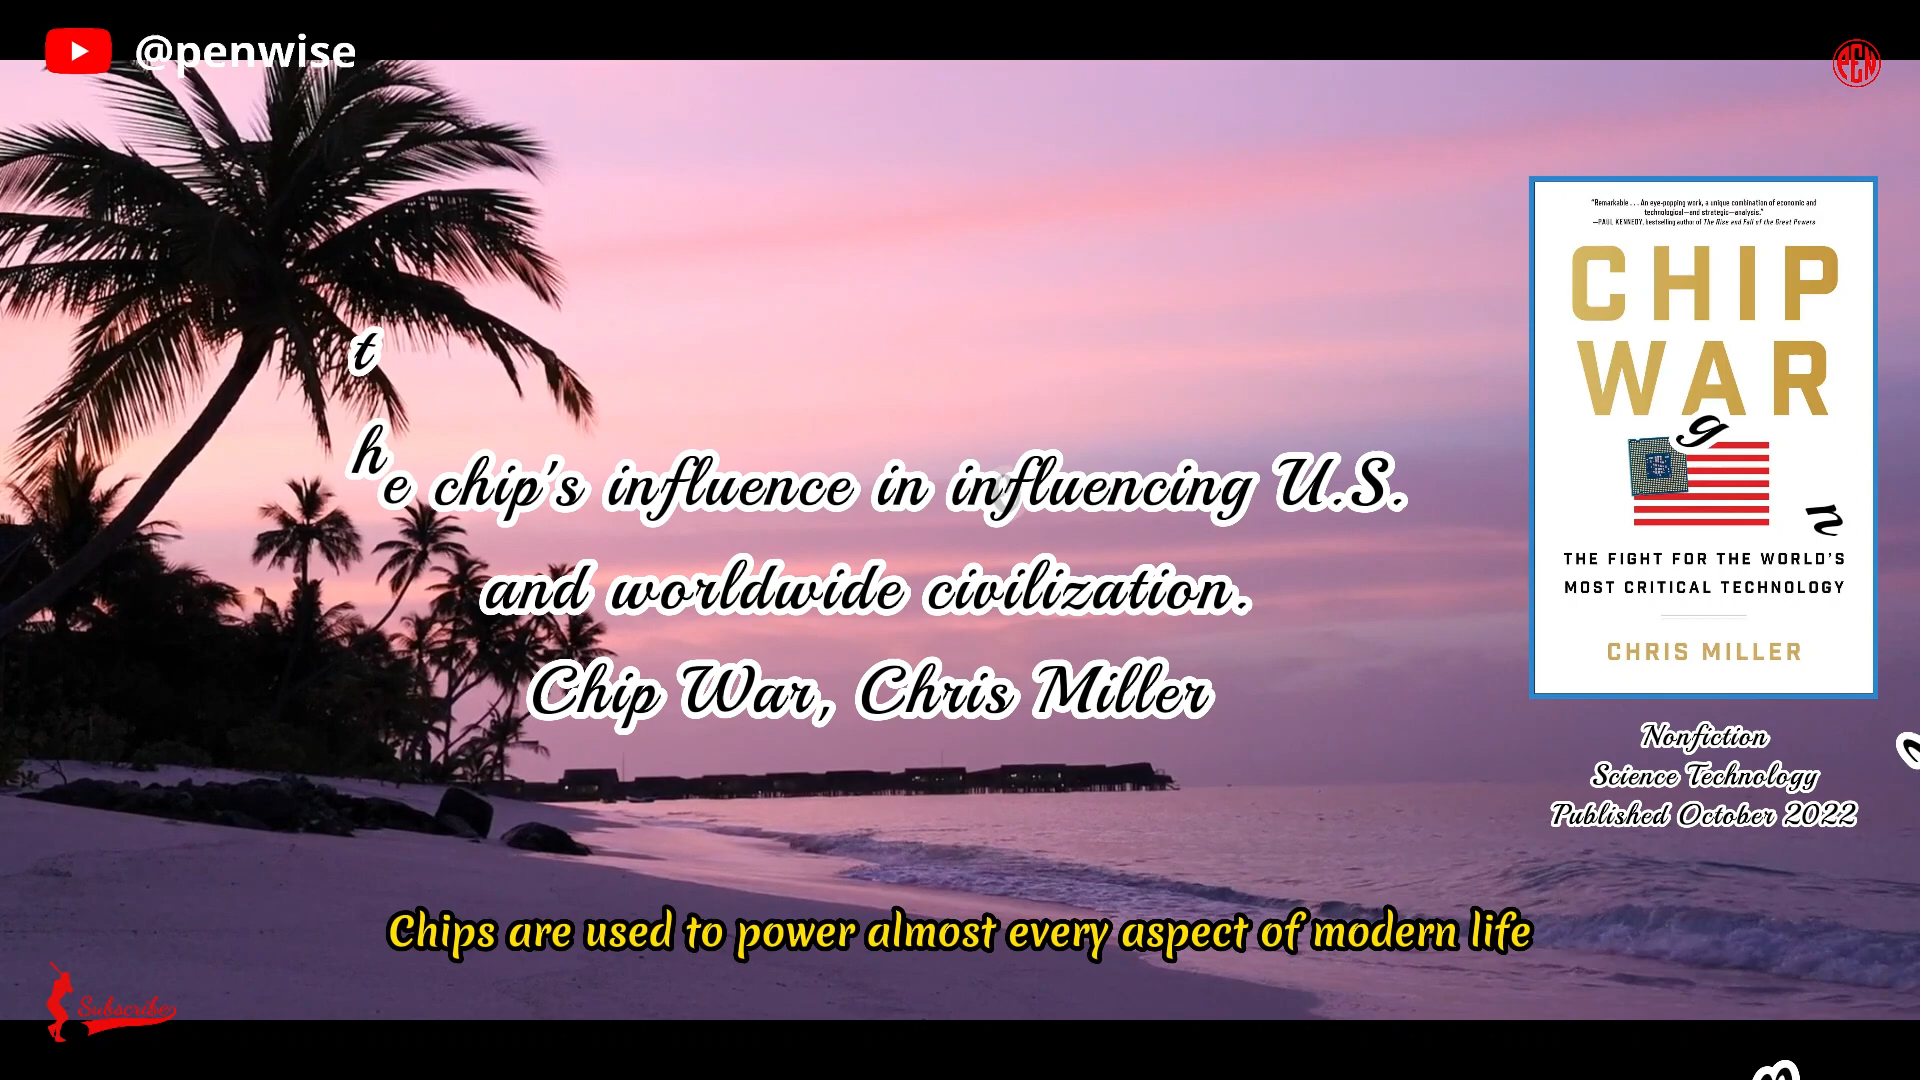 @penwise
PEN
"Remarkable . . . An eye-popping work, a unique combination of economic and
technological—and strategic—analysis."
—PAUL KENNEDY, bestselling author of The Rise and Fall of the Great Powers
CHIP
WAR
THE FIGHT FOR THE WORLD'S
MOST CRITICAL TECHNOLOGY
CHRIS MILLER
the chip's influence in influencing U.S.
and worldwide civilization.
Chip War, Chris Miller
g
n
Nonfiction
Science Technology
Published October 2022
Chips are used to power almost every aspect of modern life
Subscribe